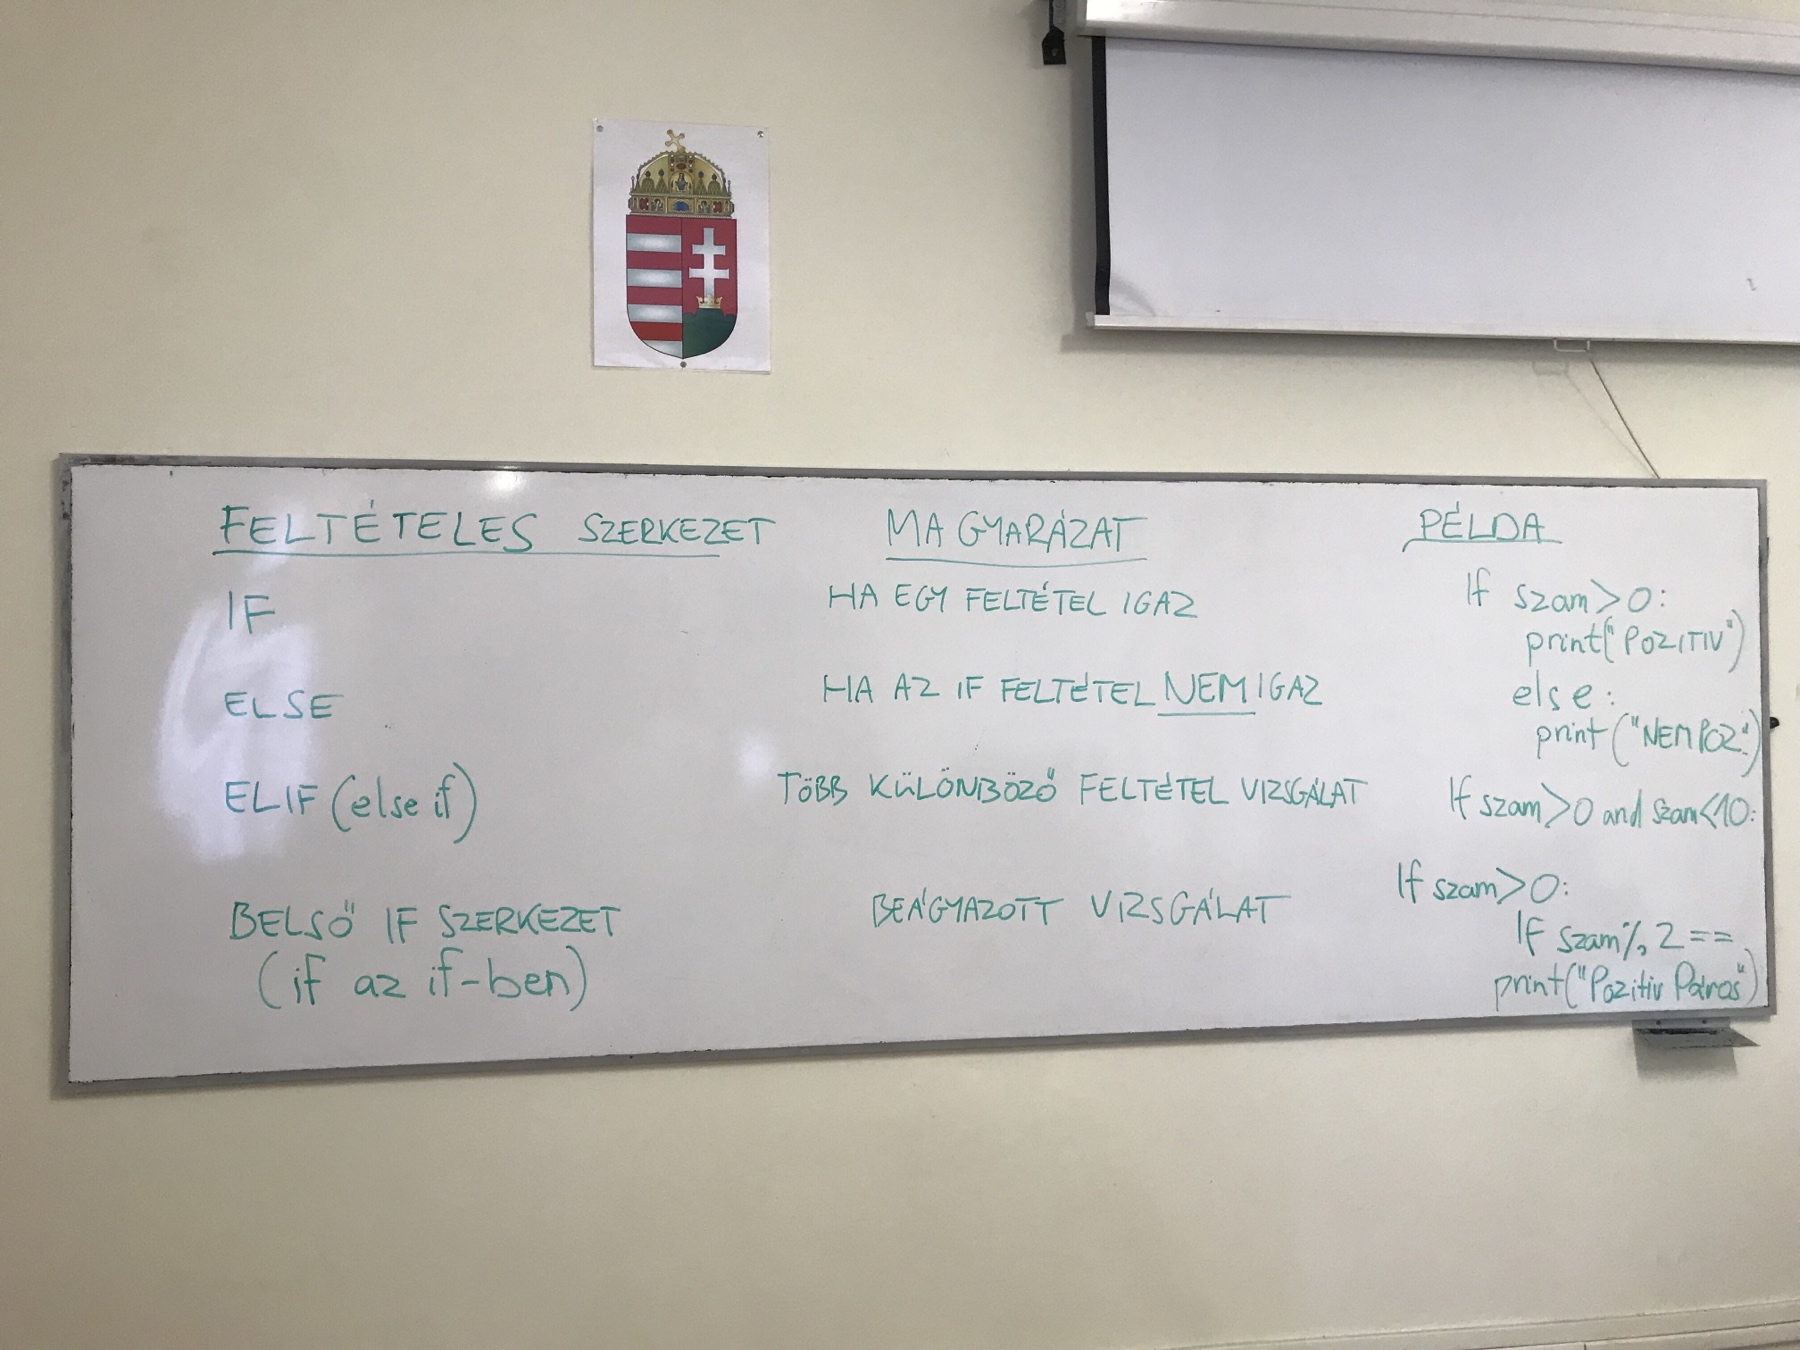 FELTÉTELES SZERKEZET MAGYARÁZAT PÉLDA
IF HA EGY FELTÉTEL IGAZ If szam>0:
print("POZITIV")
ELSE HA AZ IF FELTÉTEL NEM IGAZ else:
print("NEM POZ.")
ELIF (else if) TÖBB KÜLÖNBÖZŐ FELTÉTEL VIZSGÁLAT If szam>0 and szam<10:
BELSŐ IF SZERKEZET BEÁGYAZOTT VIZSGÁLAT If szam>0:
(if az if-ben) IF szam%2==
print("Pozitiv Páros")